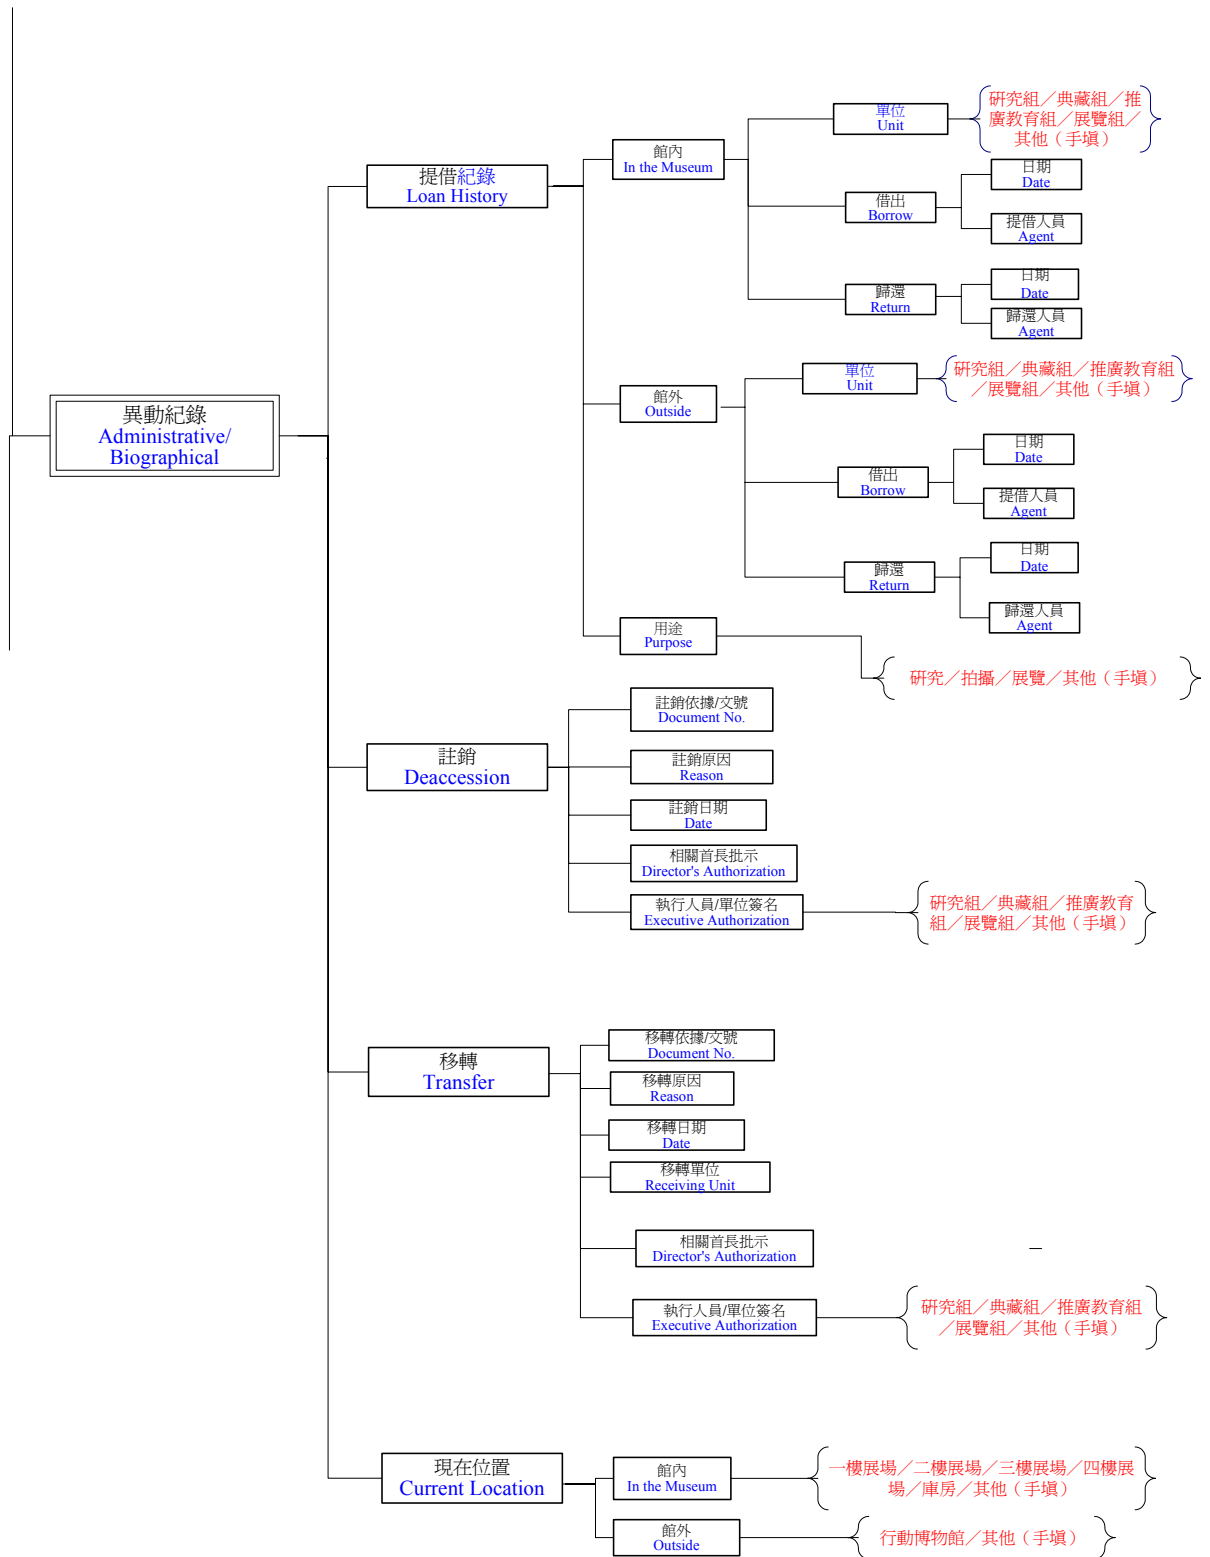 異動紀錄
Administrative/
Biographical
提借紀錄
Loan History
館內
In the Museum
單位
Unit
研究組／典藏組／推
廣教育組／展覽組／
其他（手塡）
借出
Borrow
日期
Date
提借人員
Agent
歸還
Return
日期
Date
歸還人員
Agent
館外
Outside
單位
Unit
研究組／典藏組／推廣教育組
／展覽組／其他（手塡）
借出
Borrow
日期
Date
提借人員
Agent
歸還
Return
日期
Date
歸還人員
Agent
用途
Purpose
研究／拍攝／展覽／其他（手塡）
註銷
Deaccession
註銷依據/文號
Document No.
註銷原因
Reason
註銷日期
Date
相關首長批示
Director's Authorization
執行人員/單位簽名
Executive Authorization
研究組／典藏組／推廣教育
組／展覽組／其他（手塡）
移轉
Transfer
移轉依據/文號
Document No.
移轉原因
Reason
移轉日期
Date
移轉單位
Receiving Unit
相關首長批示
Director's Authorization
執行人員/單位簽名
Executive Authorization
研究組／典藏組／推廣教育組
／展覽組／其他（手塡）
現在位置
Current Location
館內
In the Museum
一樓展場／二樓展場／三樓展場／四樓展
場／庫房／其他（手塡）
館外
Outside
行動博物館／其他（手塡）